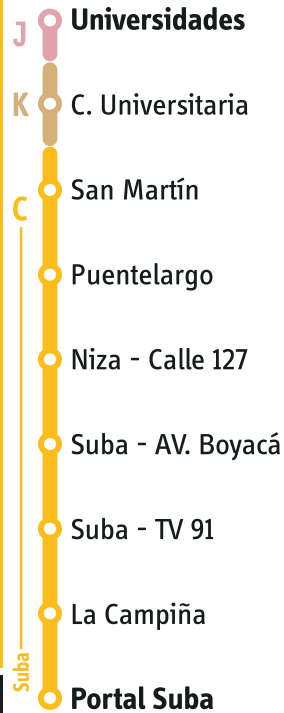 J
Universidades
K
C. Universitaria
San Martín
C
Puentelargo
Niza - Calle 127
Suba - AV. Boyacá
Suba - TV 91
La Campiña
Suba
Portal Suba